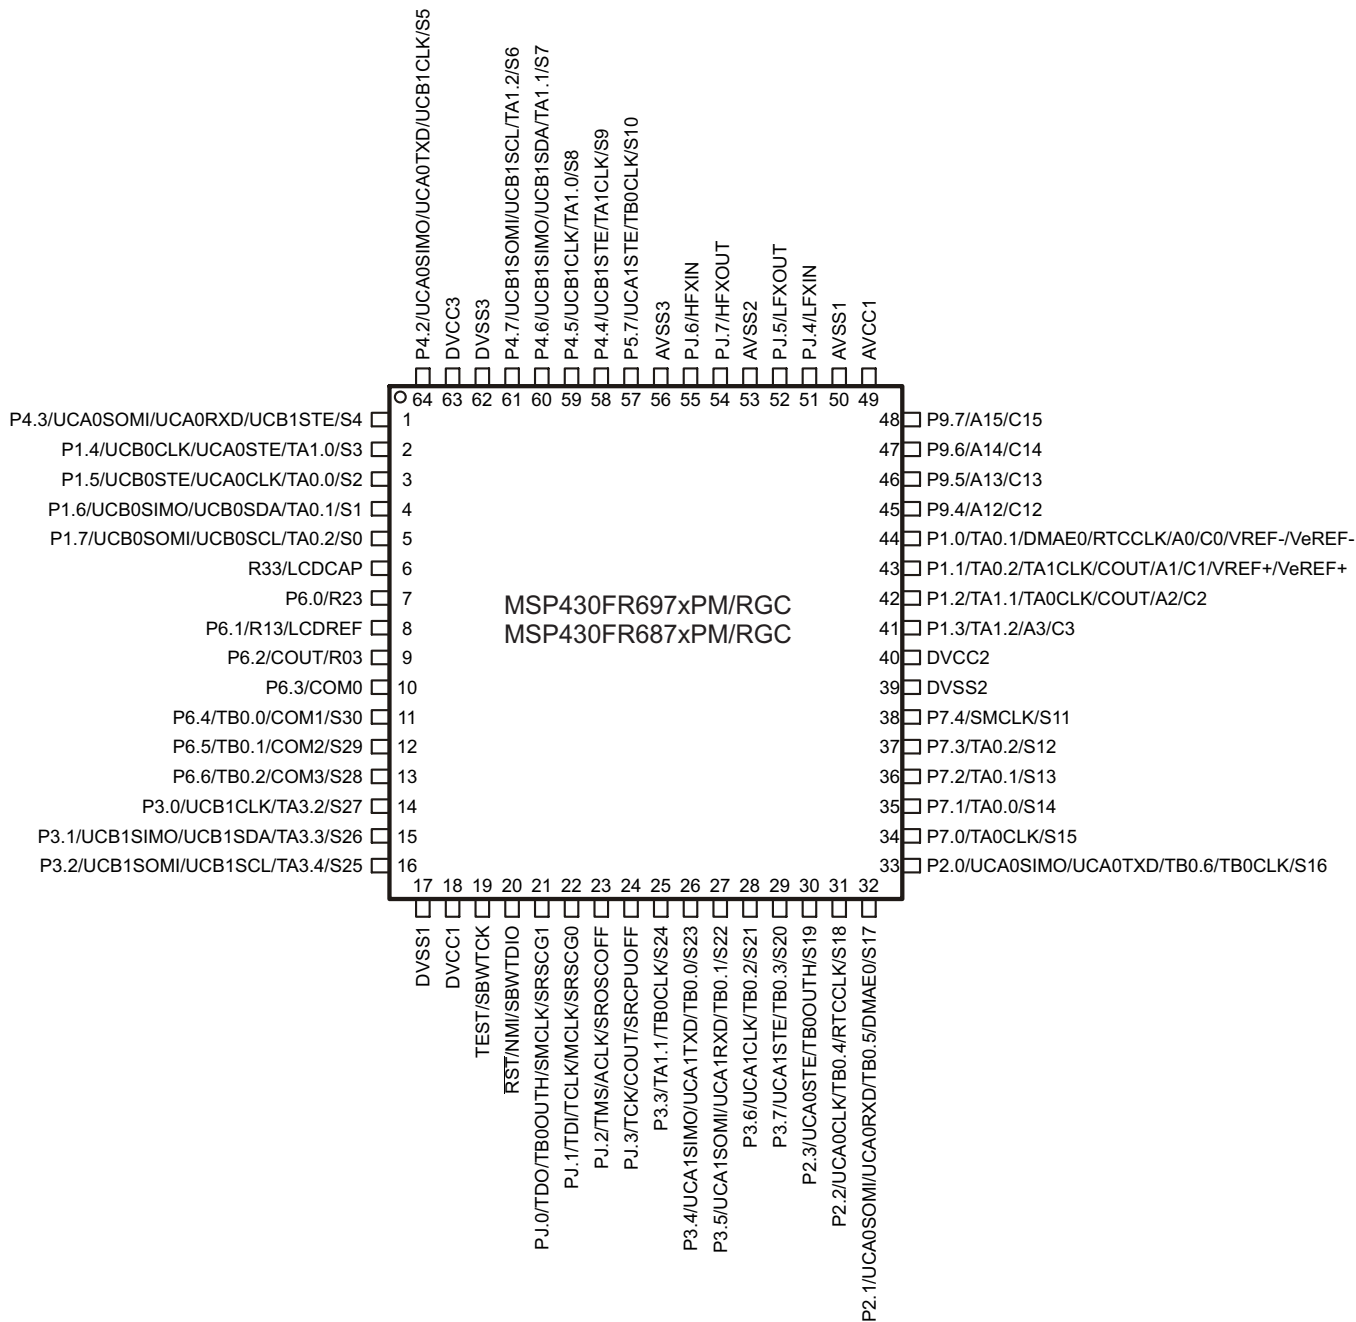 P4.2/UCA0SIMO/UCA0TXD/UCB1CLK/S5
DVCC3
DVSS3
P4.7/UCB1SOMI/UCB1SCL/TA1.2/S6
P4.6/UCB1SIMO/UCB1SDA/TA1.1/S7
P4.5/UCB1CLK/TA1.0/S8
P4.4/UCB1STE/TA1CLK/S9
P5.7/UCA1STE/TB0CLK/S10
AVSS3
PJ.6/HFXIN
PJ.7/HFXOUT
AVSS2
PJ.5/LFXOUT
PJ.4/LFXIN
AVSS1
AVCC1
64 63 62 61 60 59 58 57 56 55 54 53 52 51 50 49
P4.3/UCA0SOMI/UCA0RXD/UCB1STE/S4 1
P1.4/UCB0CLK/UCA0STE/TA1.0/S3 2
P1.5/UCB0STE/UCA0CLK/TA0.0/S2 3
P1.6/UCB0SIMO/UCB0SDA/TA0.1/S1 4
P1.7/UCB0SOMI/UCB0SCL/TA0.2/S0 5
R33/LCDCAP 6
P6.0/R23 7
P6.1/R13/LCDREF 8
P6.2/COUT/R03 9
P6.3/COM0 10
P6.4/TB0.0/COM1/S30 11
P6.5/TB0.1/COM2/S29 12
P6.6/TB0.2/COM3/S28 13
P3.0/UCB1CLK/TA3.2/S27 14
P3.1/UCB1SIMO/UCB1SDA/TA3.3/S26 15
P3.2/UCB1SOMI/UCB1SCL/TA3.4/S25 16
MSP430FR697xPM/RGC
MSP430FR687xPM/RGC
48 P9.7/A15/C15
47 P9.6/A14/C14
46 P9.5/A13/C13
45 P9.4/A12/C12
44 P1.0/TA0.1/DMAE0/RTCCLK/A0/C0/VREF-/VeREF-
43 P1.1/TA0.2/TA1CLK/COUT/A1/C1/VREF+/VeREF+
42 P1.2/TA1.1/TA0CLK/COUT/A2/C2
41 P1.3/TA1.2/A3/C3
40 DVCC2
39 DVSS2
38 P7.4/SMCLK/S11
37 P7.3/TA0.2/S12
36 P7.2/TA0.1/S13
35 P7.1/TA0.0/S14
34 P7.0/TA0CLK/S15
33 P2.0/UCA0SIMO/UCA0TXD/TB0.6/TB0CLK/S16
17 18 19 20 21 22 23 24 25 26 27 28 29 30 31 32
DVSS1
DVCC1
TEST/SBWTCK
RST/NMI/SBWTDIO
PJ.0/TDO/TB0OUTH/SMCLK/SRSCG1
PJ.1/TDI/TCLK/MCLK/SRSCG0
PJ.2/TMS/ACLK/SROSCOFF
PJ.3/TCK/COUT/SRCPUOFF
P3.3/TA1.1/TB0CLK/S24
P3.4/UCA1SIMO/UCA1TXD/TB0.0/S23
P3.5/UCA1SOMI/UCA1RXD/TB0.1/S22
P3.6/UCA1CLK/TB0.2/S21
P3.7/UCA1STE/TB0.3/S20
P2.3/UCA0STE/TB0OUTH/S19
P2.2/UCA0CLK/TB0.4/RTCCLK/S18
P2.1/UCA0SOMI/UCA0RXD/TB0.5/DMAE0/S17